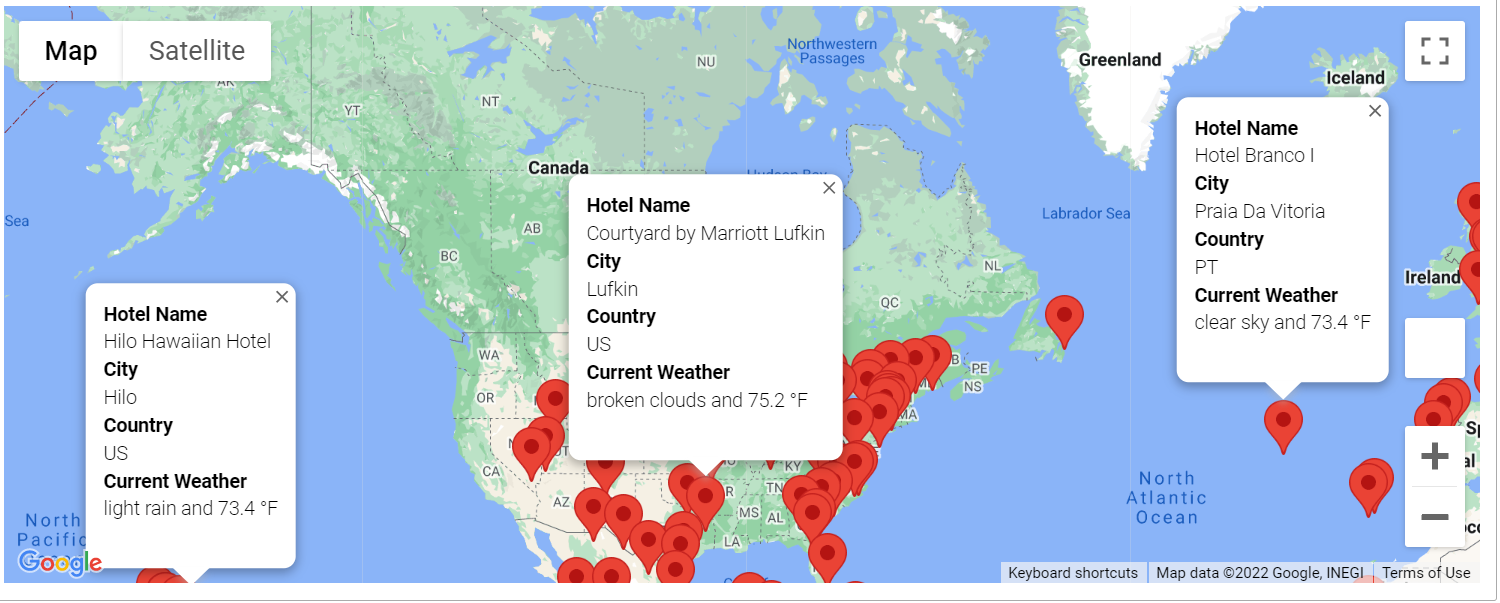 Map
Satellite
AK
YT
NT
NU
Northwestern
Passages
Greenland
Iceland
Canada
Hudson Bay
Sea
AB
BC
Labrador Sea
NL
QC
Ireland
WA
OR
PE
NS
MA
CA
AZ
KY
TN
MS
AL
LA
North
Atlantic
Ocean
North
Pacific
Hotel Name
Hilo Hawaiian Hotel
City
Hilo
Country
US
Current Weather
light rain and 73.4 °F
Hotel Name
Courtyard by Marriott Lufkin
City
Lufkin
Country
US
Current Weather
broken clouds and 75.2 °F
Hotel Name
Hotel Branco I
City
Praia Da Vitoria
Country
PT
Current Weather
clear sky and 73.4 °F
Google
Keyboard shortcuts
Map data ©2022 Google, INEGI
Terms of Use